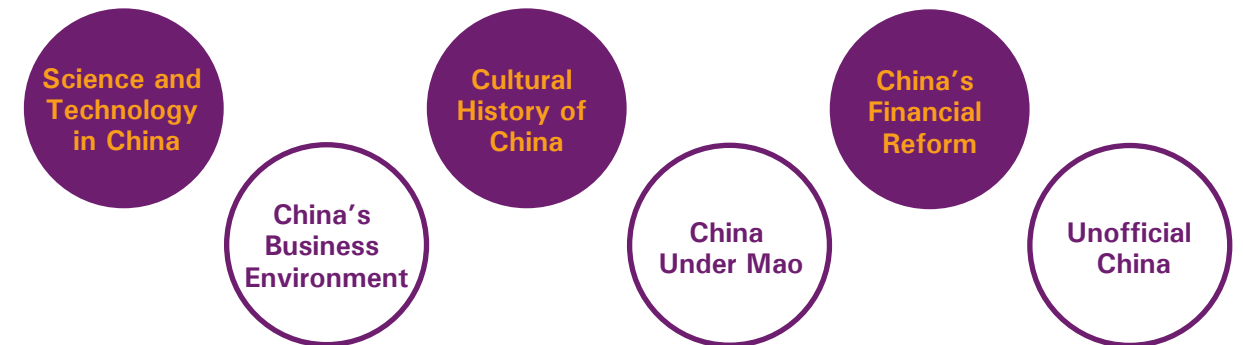 Science and
Technology
in China
China's
Business
Environment
Cultural
History of
China
China
Under Mao
China's
Financial
Reform
Unofficial
China